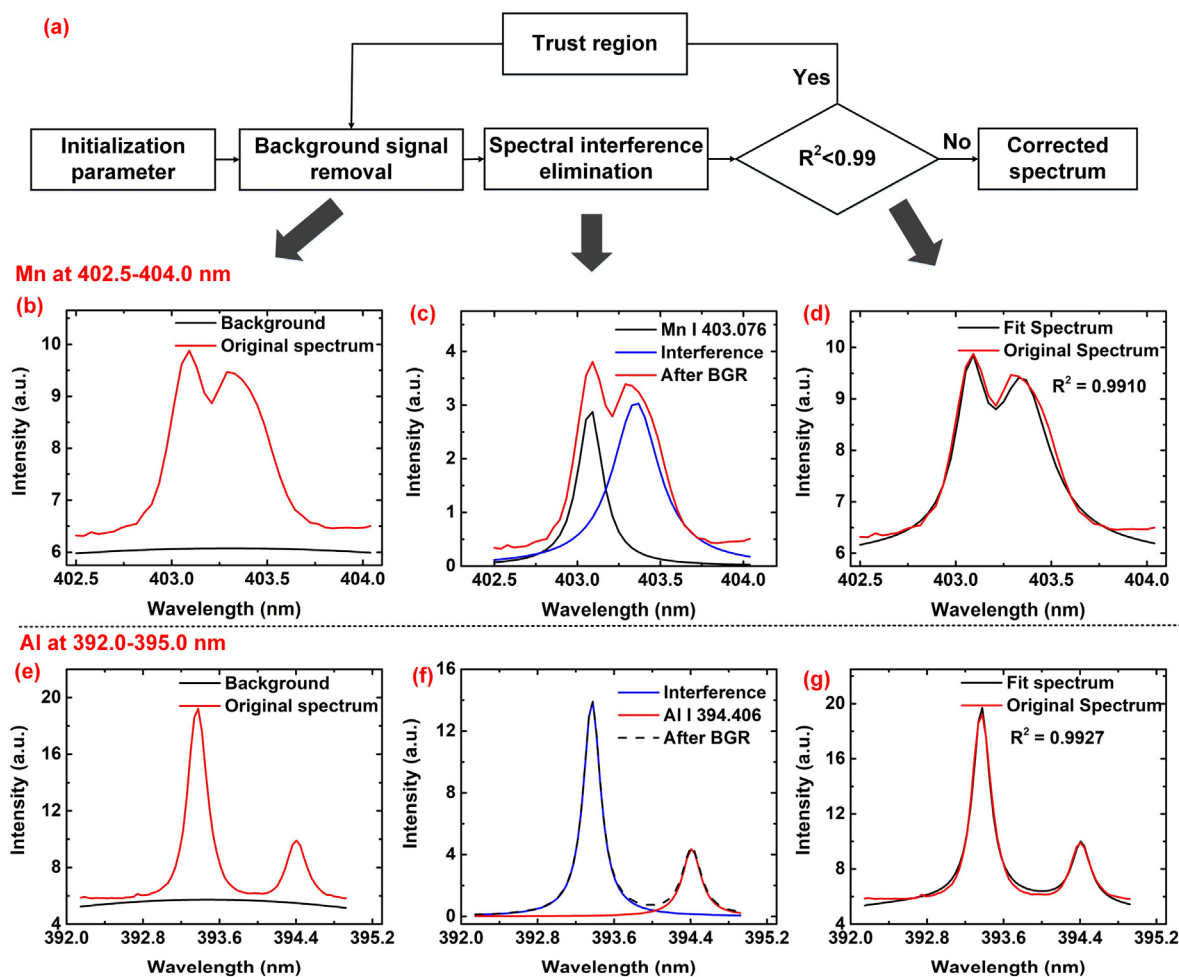 (a)
Trust region
Yes
Initialization
parameter
Background signal
removal
Spectral interference
elimination
R²<0.99
No
Corrected
spectrum
Mn at 402.5-404.0 nm
(b)
Background
Original spectrum
10
9
8
7
6
402.5 403.0 403.5 404.0
Intensity (a.u.)
Wavelength (nm)
(c)
Mn I 403.076
Interference
After BGR
4
3
2
1
0
402.5 403.0 403.5 404.0
Intensity (a.u.)
Wavelength (nm)
(d)
Fit Spectrum
Original Spectrum
R² = 0.9910
10
9
8
7
6
402.5 403.0 403.5 404.0
Intensity (a.u.)
Wavelength (nm)
Al at 392.0-395.0 nm
(e)
Background
Original spectrum
20
16
12
8
4
392.0 392.8 393.6 394.4 395.2
Intensity (a.u.)
Wavelength (nm)
(f)
Interference
Al I 394.406
After BGR
16
12
8
4
0
392.0 392.8 393.6 394.4 395.2
Intensity (a.u.)
Wavelength (nm)
(g)
Fit spectrum
Original Spectrum
R² = 0.9927
20
16
12
8
4
392.0 392.8 393.6 394.4 395.2
Intensity (a.u.)
Wavelength (nm)